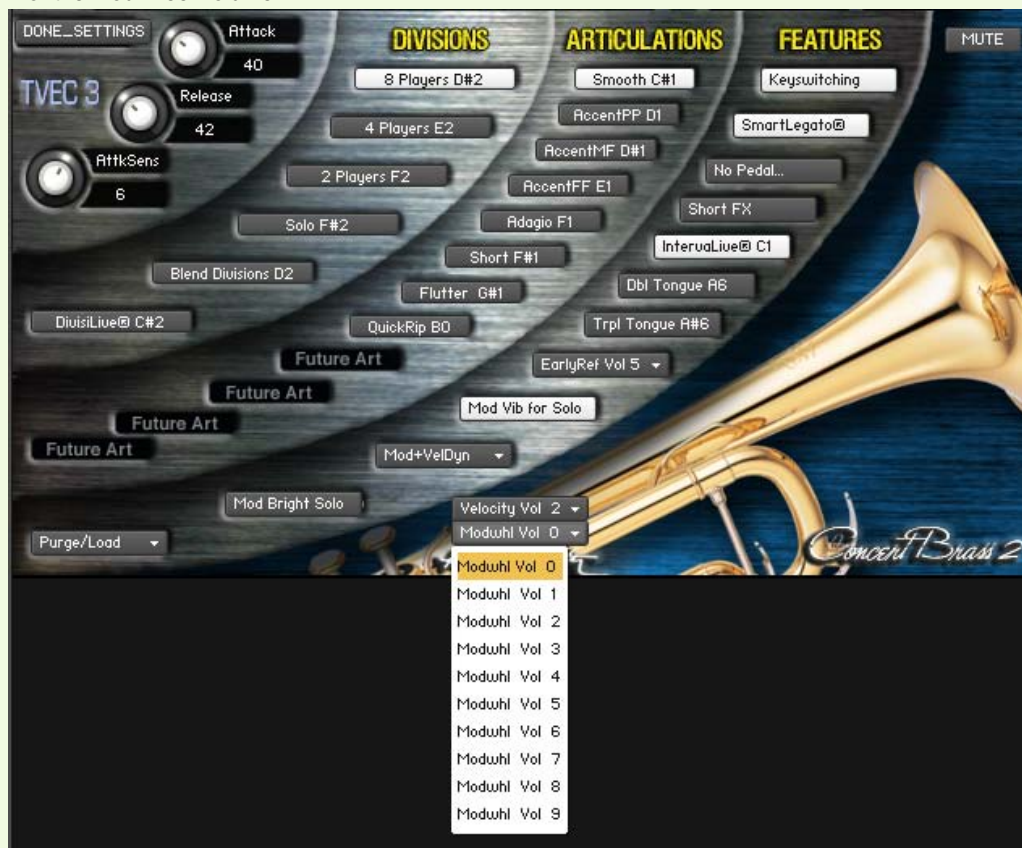 DONE_SETTINGS
Attack
40
TVEC 3
Release
42
AttkSens
6
DIVISIONS
8 Players D#2
4 Players E2
2 Players F2
Solo F#2
Blend Divisions D2
DivisiLive® C#2
Future Art
Future Art
Future Art
Future Art
ARTICULATIONS
Smooth C#1
AccentPP D1
AccentMF D#1
AccentFF E1
Adagio F1
Short F#1
Flutter G#1
QuickRip B0
FEATURES
MUTE
Keyswitching
SmartLegato®
No Pedal...
Short FX
IntervaLive® C1
Dbl Tongue A6
Trpl Tongue A#6
EarlyRef Vol 5
Mod Vib for Solo
Mod+VelDyn
Mod Bright Solo
Purge/Load
Velocity Vol 2
Modwhl Vol 0
Concert Brass 2
Modwhl Vol 0
Modwhl Vol 1
Modwhl Vol 2
Modwhl Vol 3
Modwhl Vol 4
Modwhl Vol 5
Modwhl Vol 6
Modwhl Vol 7
Modwhl Vol 8
Modwhl Vol 9